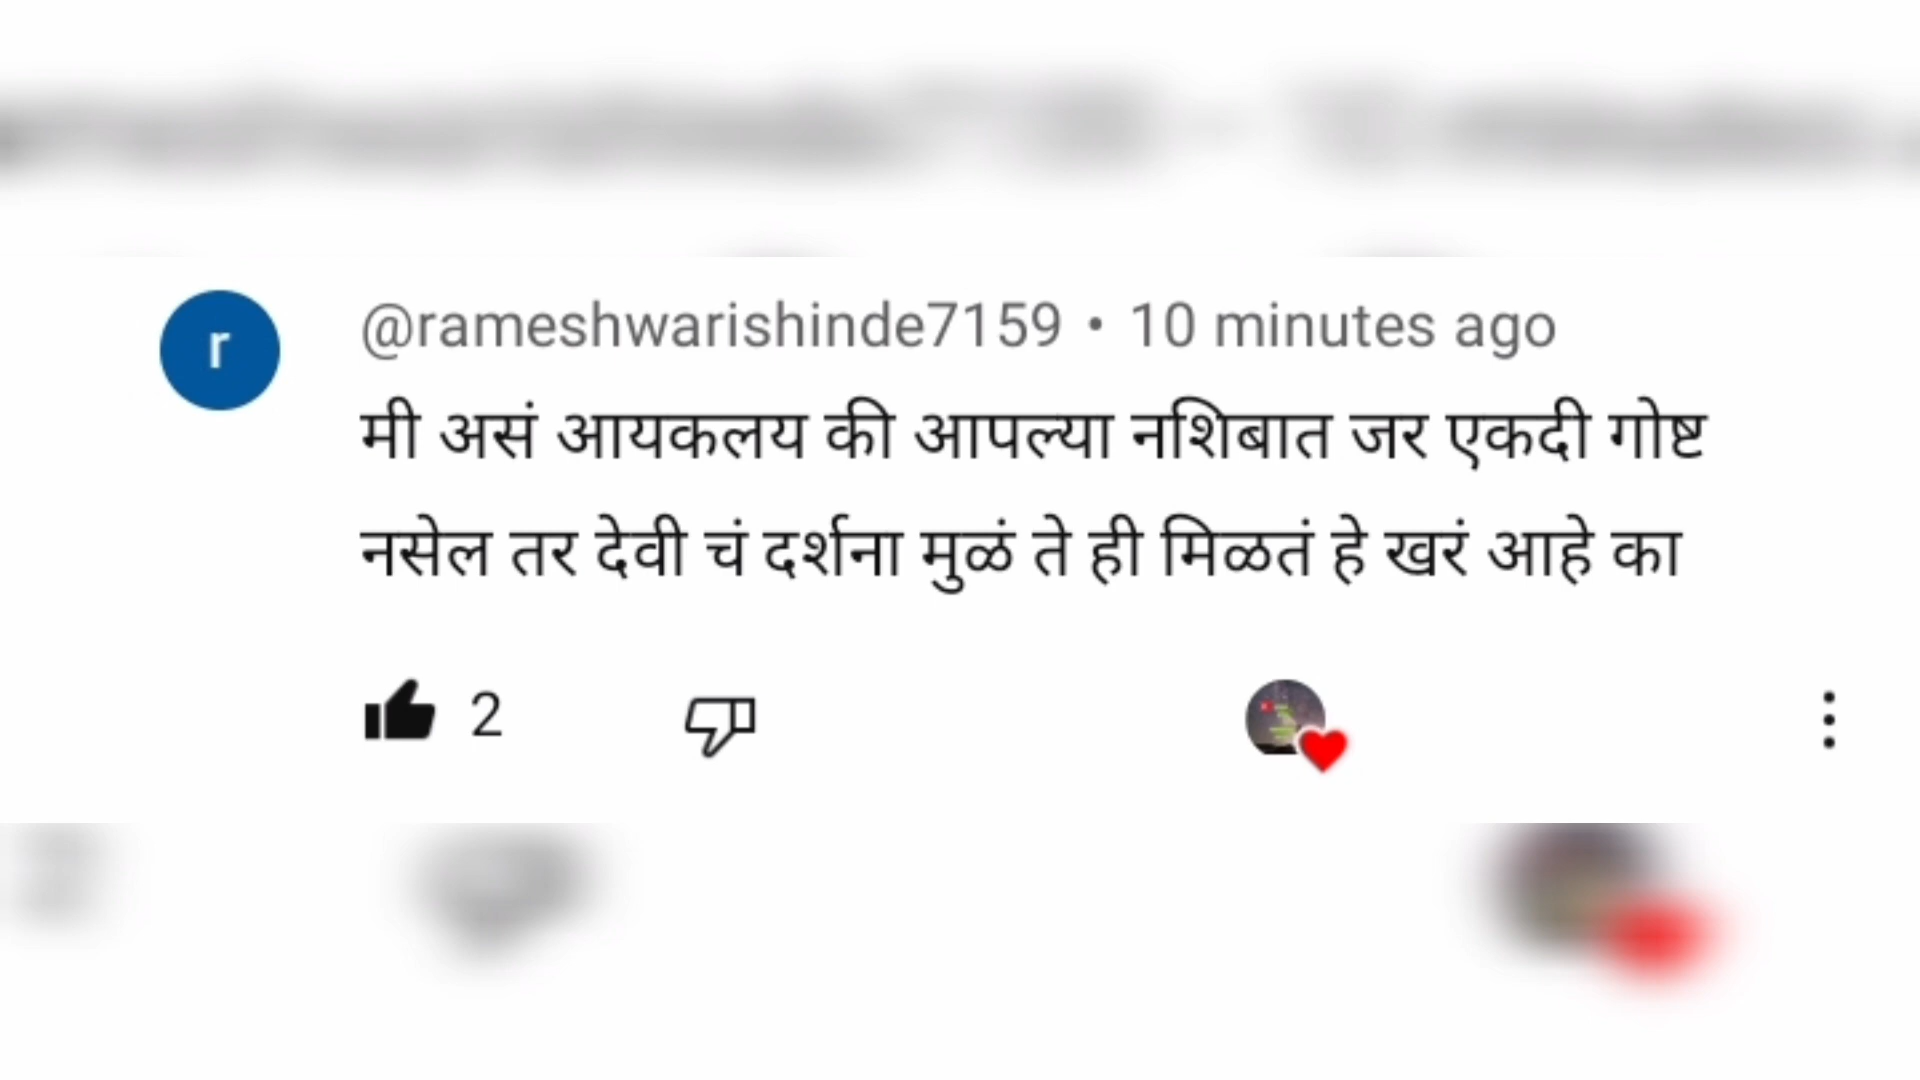 r
@rameshwarishinde7159 • 10 minutes ago
मी असं आयकलय की आपल्या नशिबात जर एकदी गोष्ट
नसेल तर देवी चं दर्शना मुळं ते ही मिळतं हे खरं आहे का
2